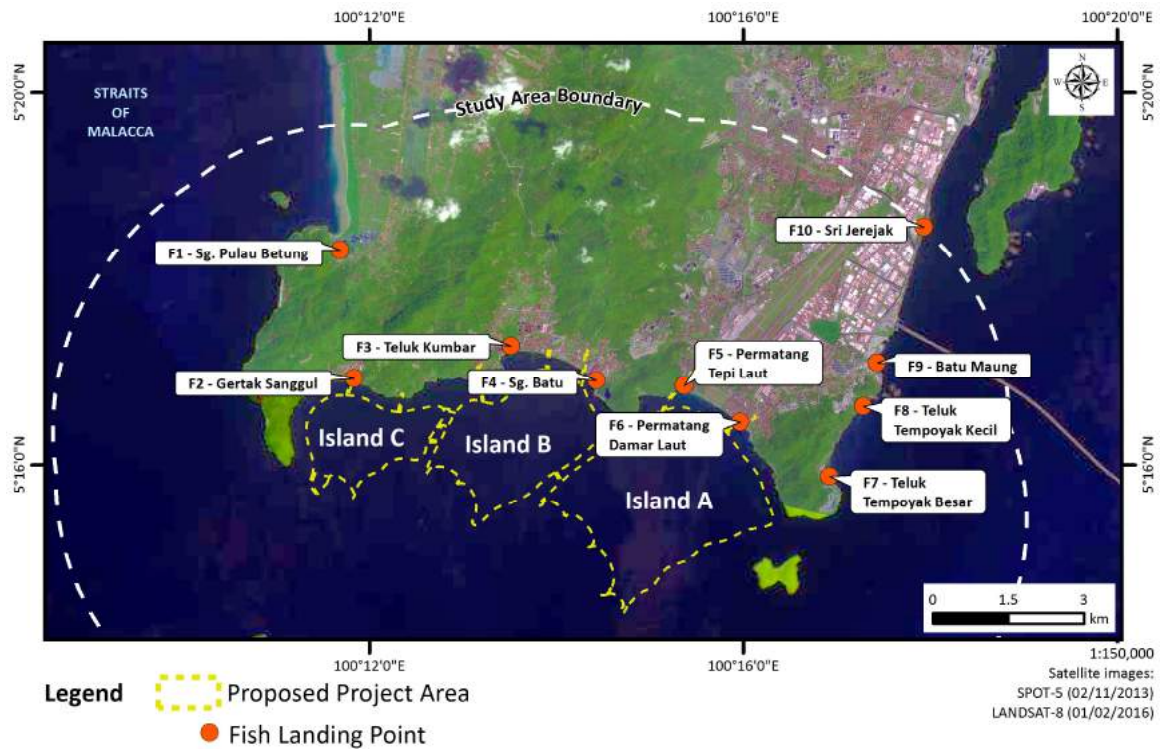 100°12'0"E
100°16'0"E
100°20'0"E
5°20'0"N
5°20'0"N
STRAITS
OF
MALACCA
N
W E
S
Study Area Boundary
F1 - Sg. Pulau Betung
F10 - Sri Jerejak
F3 - Teluk Kumbar
F2 - Gertak Sanggul
F4 - Sg. Batu
F5 - Permatang
Tepi Laut
F9 - Batu Maung
F6 - Permatang
Damar Laut
F8 - Teluk
Tempoyak Kecil
F7 - Teluk
Tempoyak Besar
Island C
Island B
Island A
5°16'0"N
5°16'0"N
0 1.5 3
km
100°12'0"E
100°16'0"E
1:150,000
Satellite images:
SPOT-5 (02/11/2013)
LANDSAT-8 (01/02/2016)
Legend
Proposed Project Area
Fish Landing Point